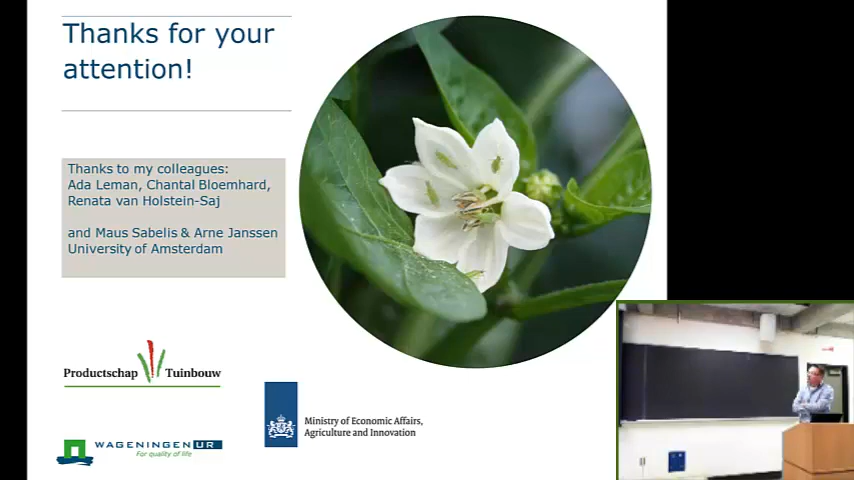 Thanks for your
attention!
Thanks to my colleagues:
Ada Leman, Chantal Bloemhard,
Renata van Holstein-Saj
and Maus Sabelis & Arne Janssen
University of Amsterdam
Productschap Tuinbouw
Ministry of Economic Affairs,
Agriculture and Innovation
WAGENINGEN UR
For quality of life